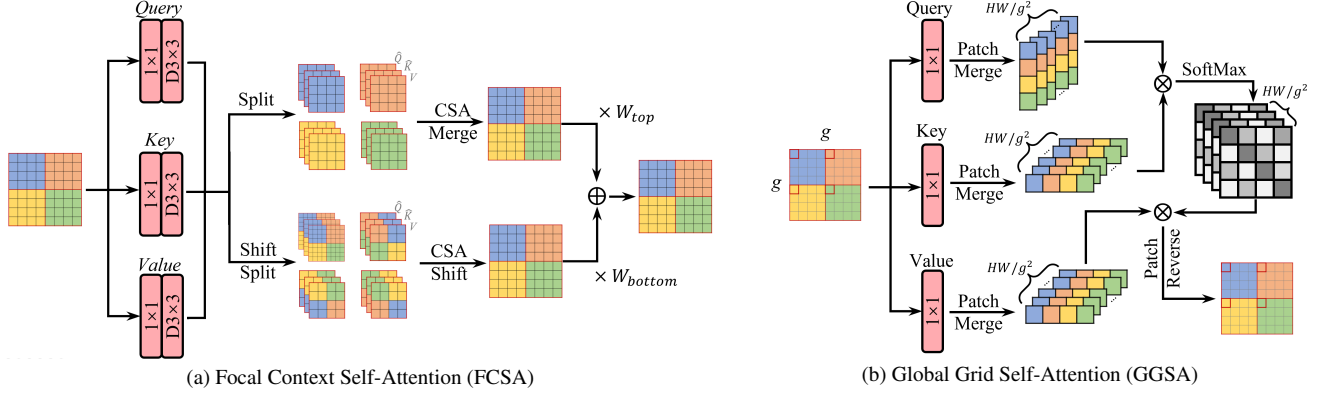 Query
1×1
D3×3
Key
1×1
D3×3
Value
1×1
D3×3
Split
Q̂
K̂
V
CSA
Merge
× W_top
Shift
Split
Q̂
K̂
V
CSA
Shift
× W_bottom
(a) Focal Context Self-Attention (FCSA)
g
g
Query
1×1
Patch
Merge
HW/g²
Key
1×1
Patch
Merge
HW/g²
Value
1×1
Patch
Merge
HW/g²
SoftMax
HW/g²
Patch
Reverse
(b) Global Grid Self-Attention (GGSA)